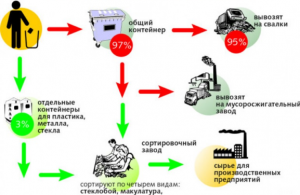 общий
контейнер
97%
вывозят
на свалки
95%
отдельные
контейнеры
для пластика,
металла,
стекла
3%
вывозят
на мусоросжигательный
завод
сортировочный
завод
сырье для
производственных
предприятий
сортируют по четырем видам:
стеклобой, макулатура,